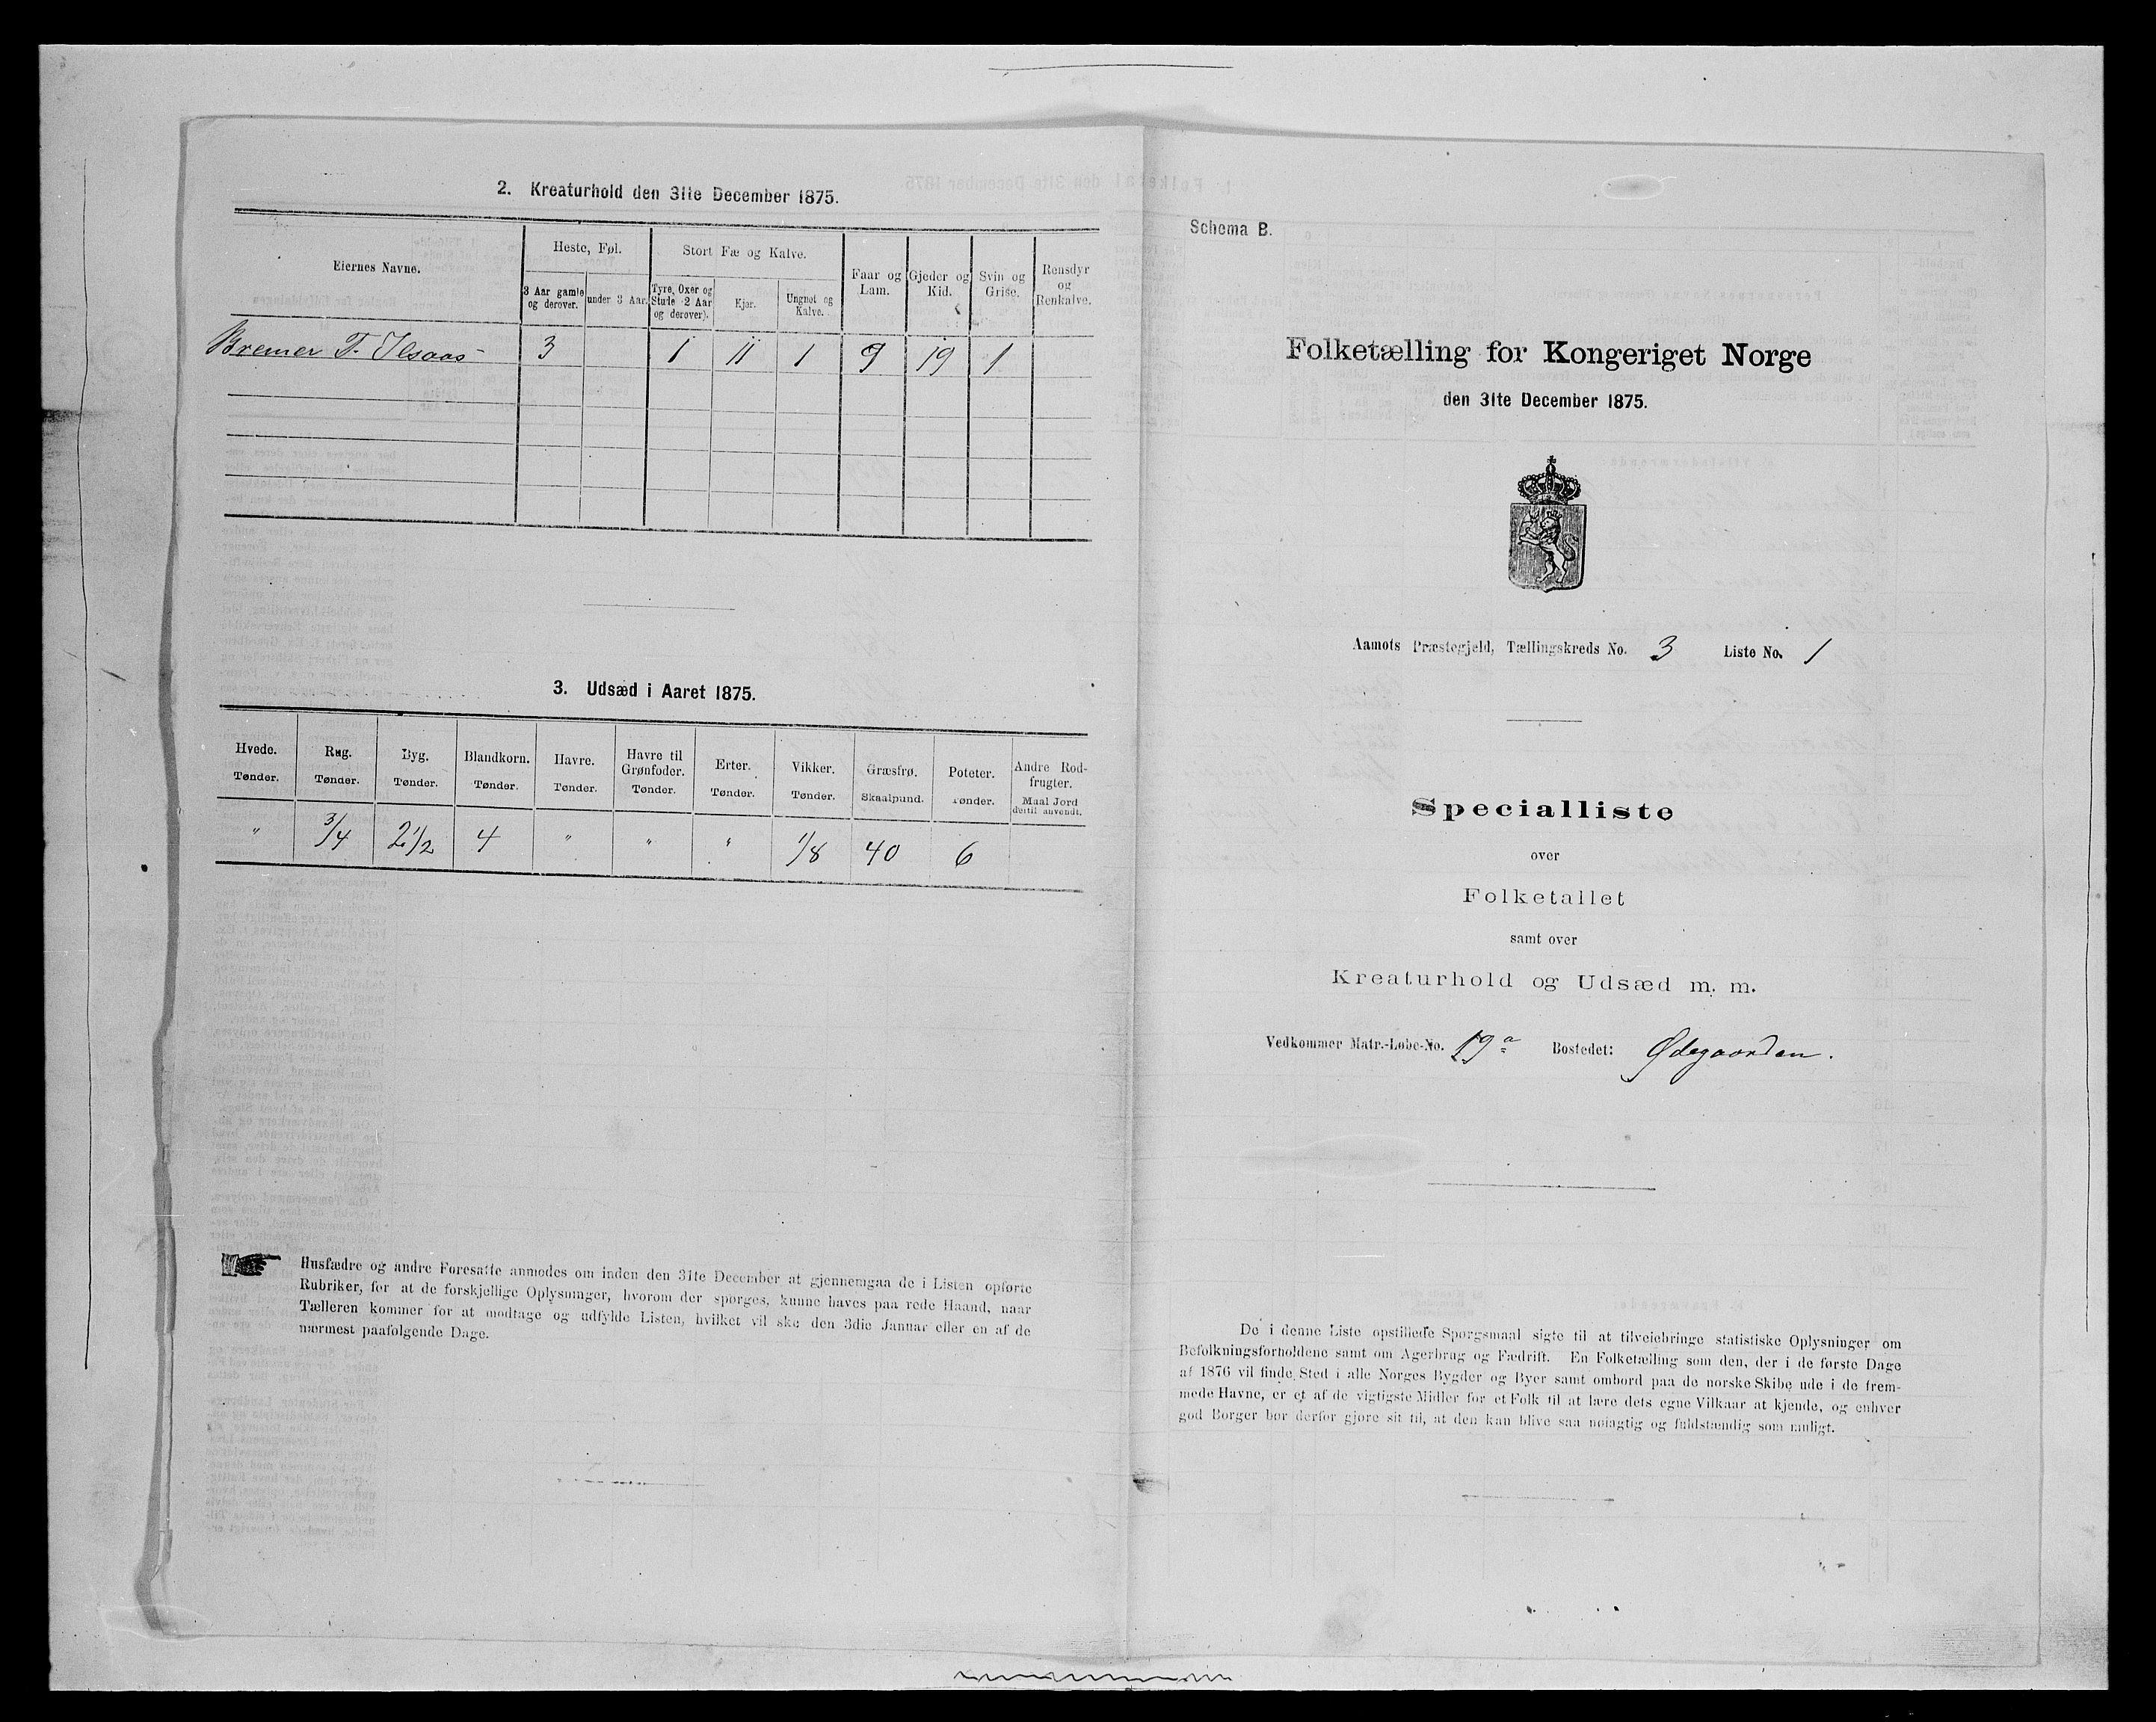 2. Kreaturhold den 31te December 1875.
Eiernes Navne.
Heste, Føl.
Stort Fæ og Kalve.
Faar og Lam.
Gjeder og Kid.
Svin og Grise.
Rensdyr og Renkalve.
3 Aar gamle og derover.
under 3 Aar.
Tyre, Oxer og Stude (2 Aar og derover).
Kjør.
Ungnøt og Kalve.
Bremer T. Ilsaas 3 1 11 1 9 19 1
3. Udsæd i Aaret 1875.
Hvede. Rug. Byg. Blandkorn. Havre. Havre til Grønfoder. Erter. Vikker. Græsfrø. Poteter. Andre Rodfrugter.
Tønder. Tønder. Tønder. Tønder. Tønder. Tønder. Tønder. Tønder. Skaalpund. Tønder. Maal Jord dertil anvendt.
" 3/4 2 1/2 4 " " " 1/8 40 6
Husfædre og andre Foresatte anmodes om inden den 31te December at gjennemgaa de i Listen opførte
Rubriker, for at de forskjellige Oplysninger, hvorom der spørges, kunne haves paa rede Haand, naar
Tælleren kommer for at modtage og udfylde Listen, hvilket vil ske den 3die Januar eller en af de
nærmest paafølgende Dage.
Schema B.
Folketælling for Kongeriget Norge
den 31te December 1875.
Aamots Præstegjeld, Tællingskreds No. 3 Liste No. 1
Specialliste
over
Folketallet
samt over
Kreaturhold og Udsæd m. m.
Vedkommer Matr.-Løbe-No. 19a Bostedet: Ødegaarden.
De i denne Liste opstillede Spørgsmaal sigte til at tilveiebringe statistiske Oplysninger om
Befolkningsforholdene samt om Agerbrug og Fædrift. En Folketælling som den, der i de første Dage
af 1876 vil finde Sted i alle Norges Bygder og Byer samt ombord paa de norske Skibe ude i de frem-
mede Havne, er et af de vigtigste Midler for et Folk til at lære dets egne Vilkaar at kjende, og enhver
god Borger bør derfor gjøre sit til, at den kan blive saa nøiagtig og fuldstændig som muligt.